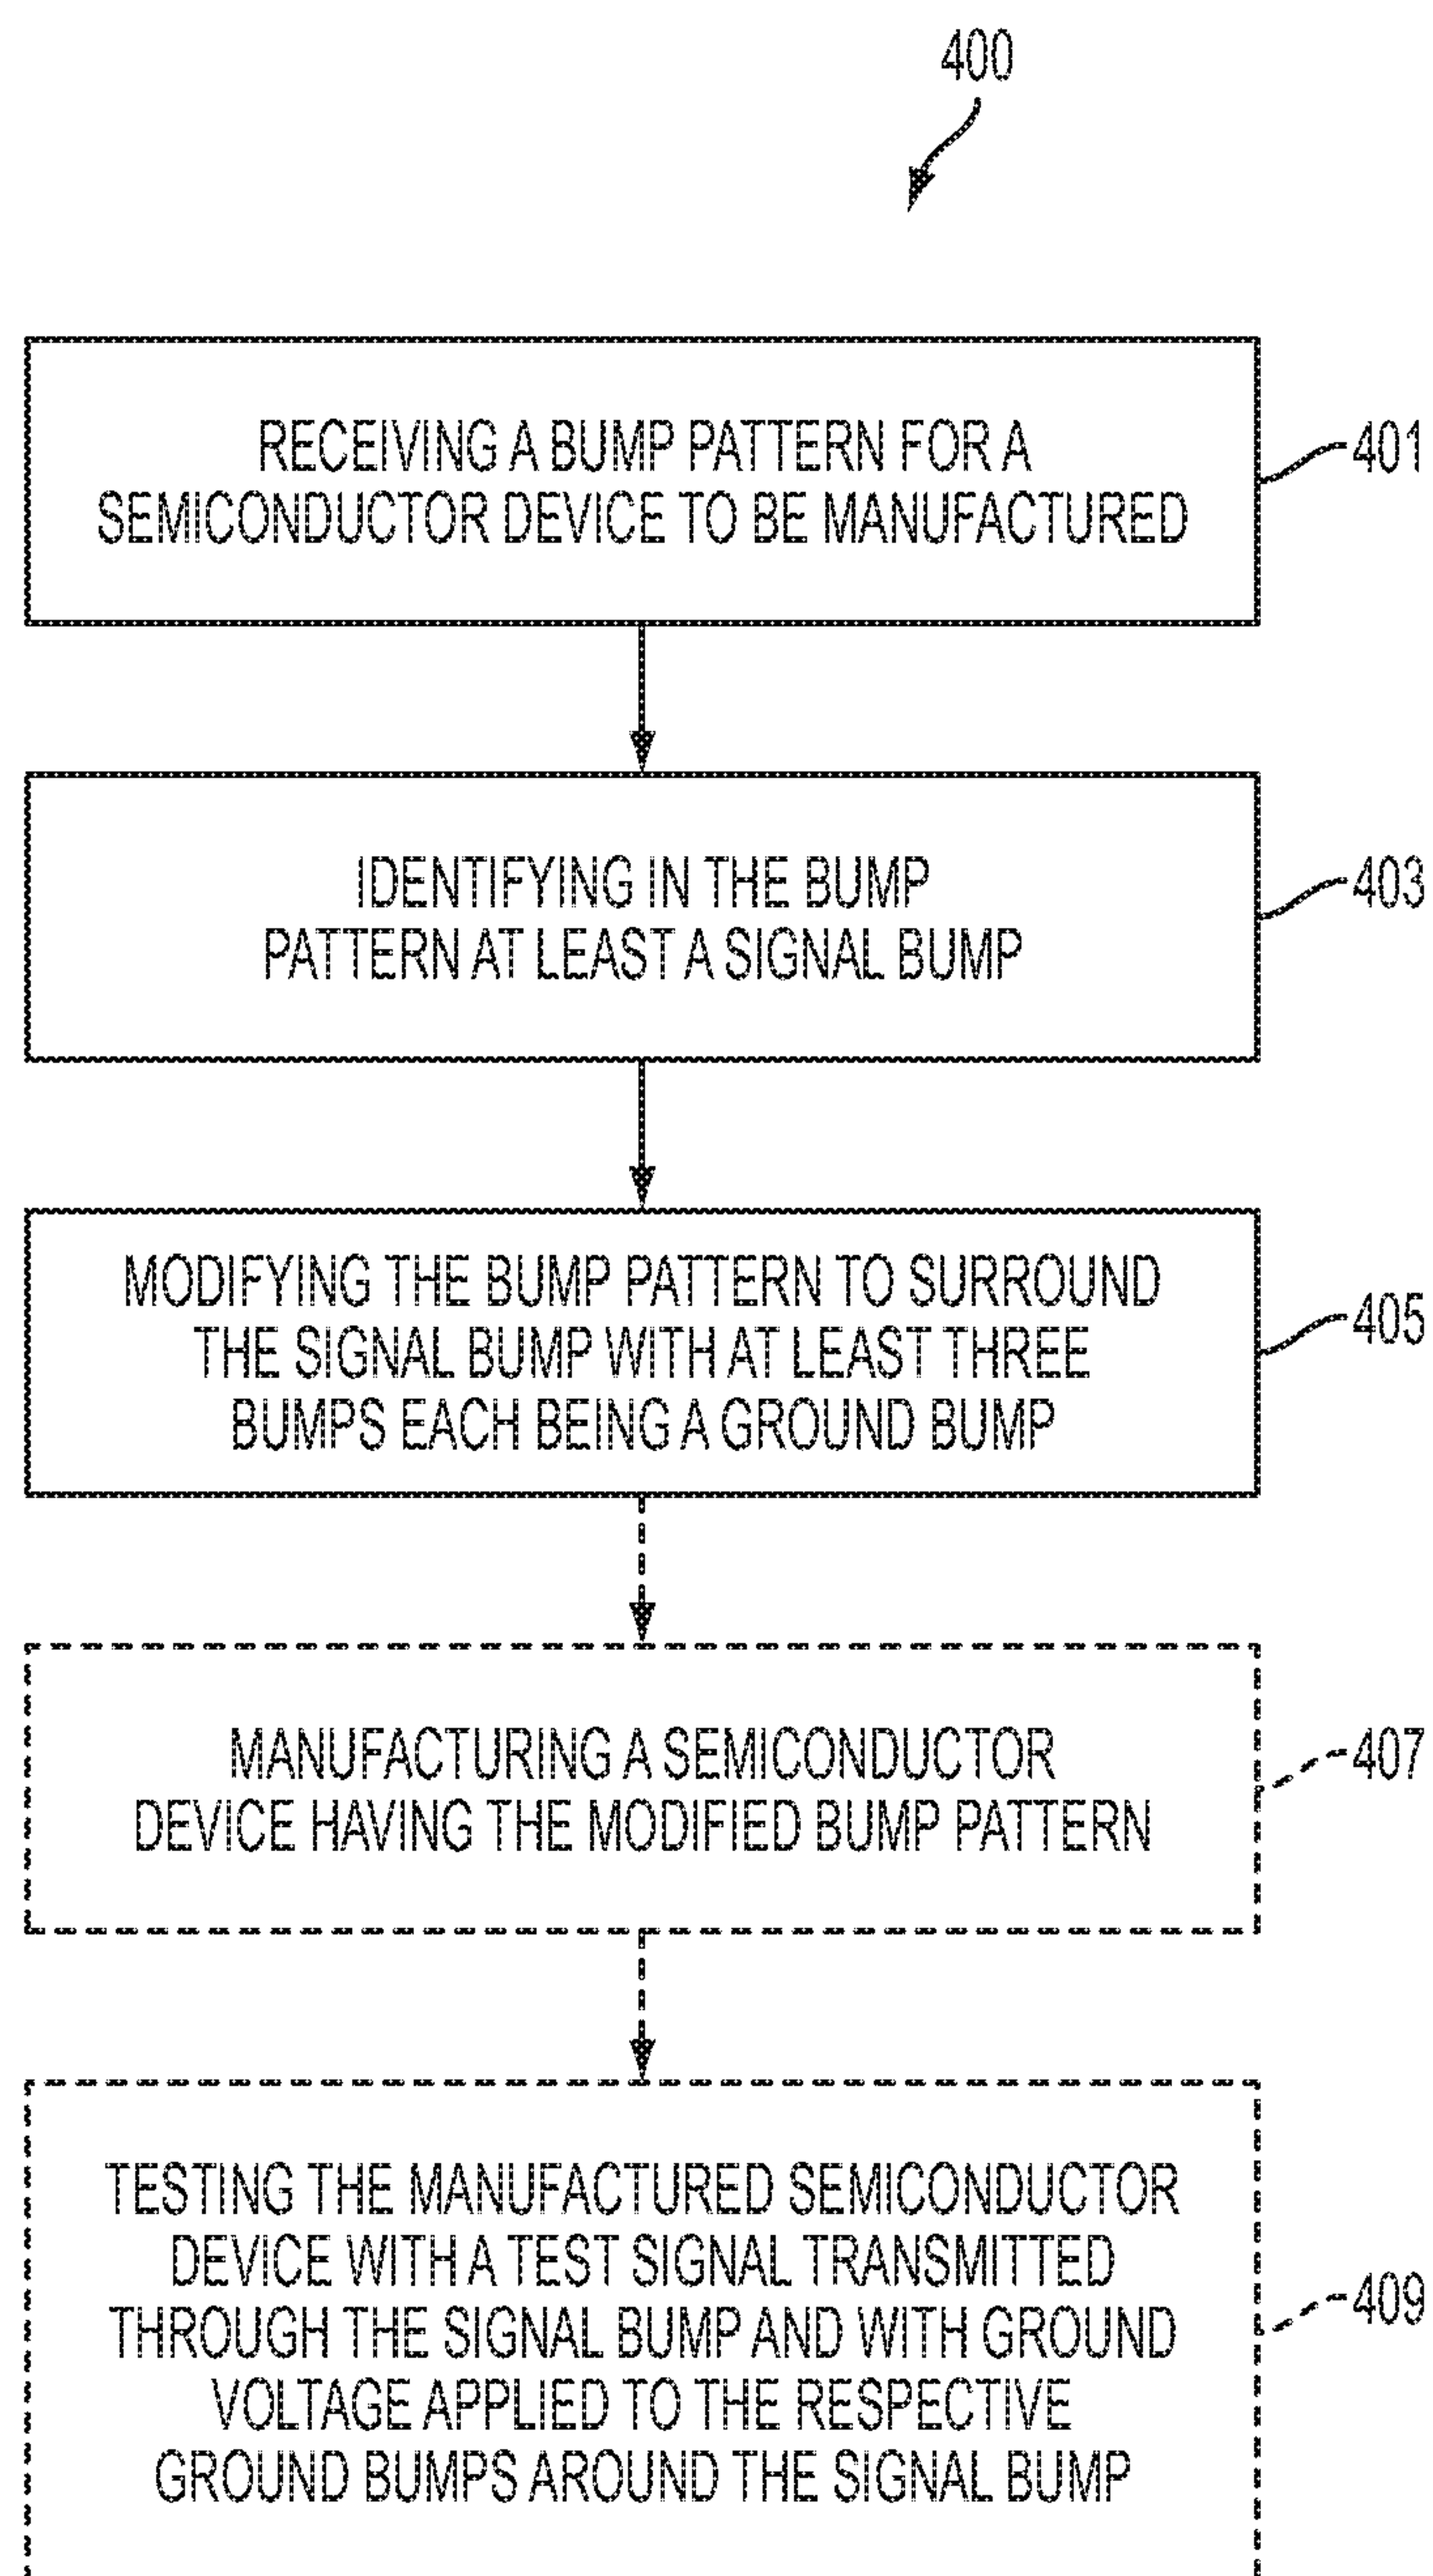 400
RECEIVING A BUMP PATTERN FOR A
SEMICONDUCTOR DEVICE TO BE MANUFACTURED
401
IDENTIFYING IN THE BUMP
PATTERN AT LEAST A SIGNAL BUMP
403
MODIFYING THE BUMP PATTERN TO SURROUND
THE SIGNAL BUMP WITH AT LEAST THREE
BUMPS EACH BEING A GROUND BUMP
405
MANUFACTURING A SEMICONDUCTOR
DEVICE HAVING THE MODIFIED BUMP PATTERN
407
TESTING THE MANUFACTURED SEMICONDUCTOR
DEVICE WITH A TEST SIGNAL TRANSMITTED
THROUGH THE SIGNAL BUMP AND WITH GROUND
VOLTAGE APPLIED TO THE RESPECTIVE
GROUND BUMPS AROUND THE SIGNAL BUMP
409